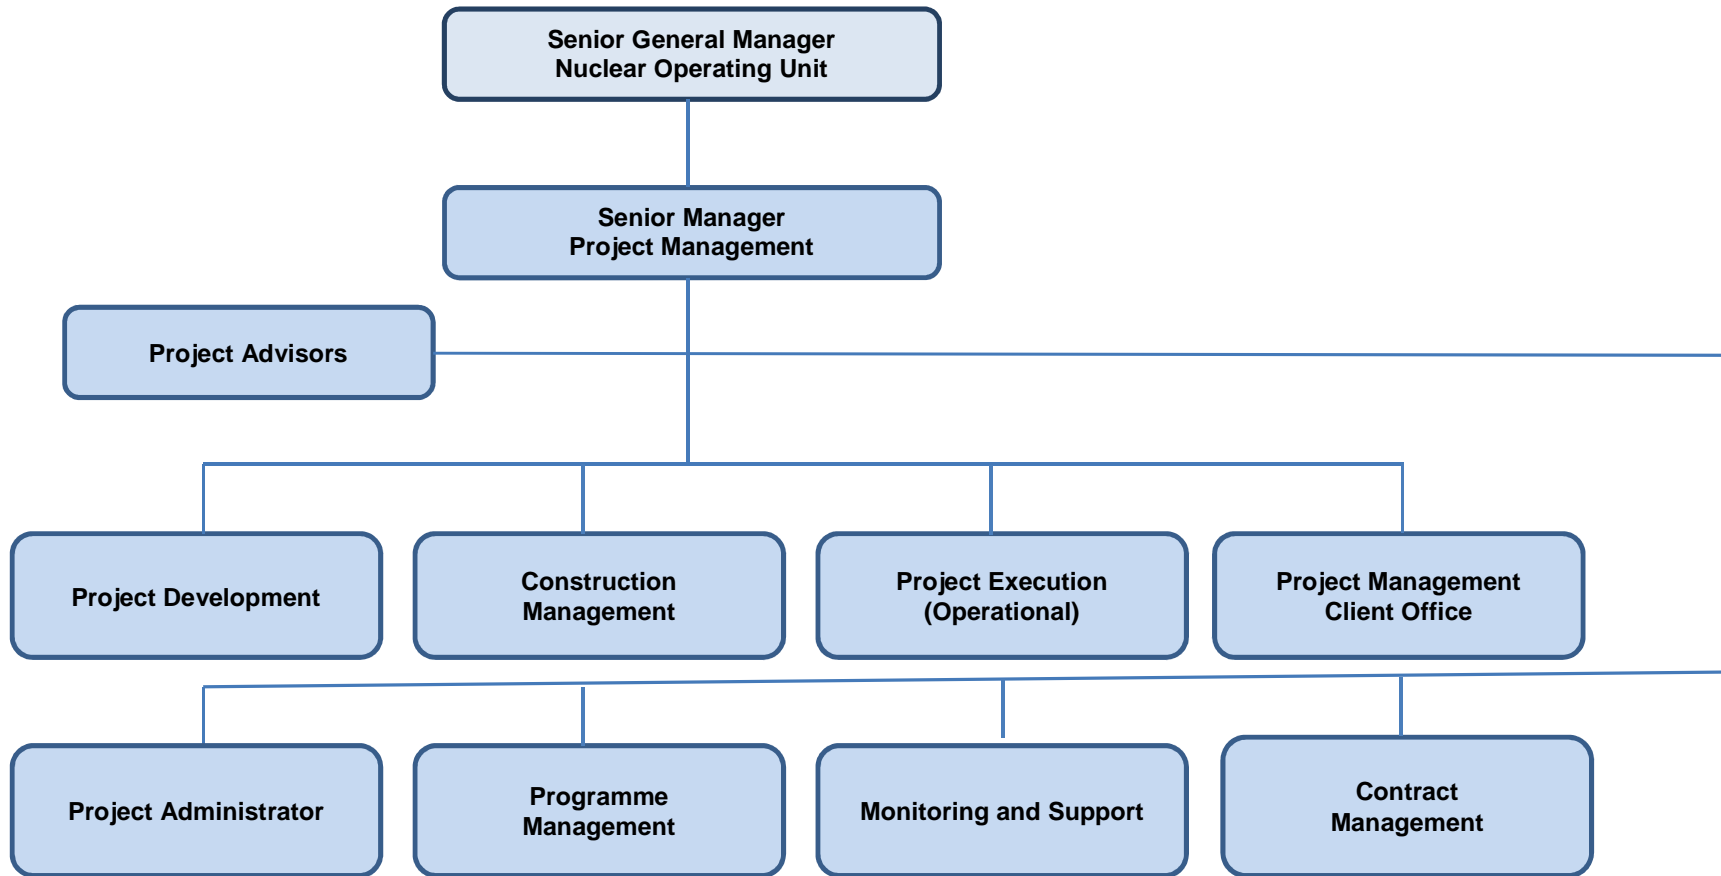 Senior General Manager
Nuclear Operating Unit
Senior Manager
Project Management
Project Advisors
Project Development
Construction
Management
Project Execution
(Operational)
Project Management
Client Office
Project Administrator
Programme
Management
Monitoring and Support
Contract
Management